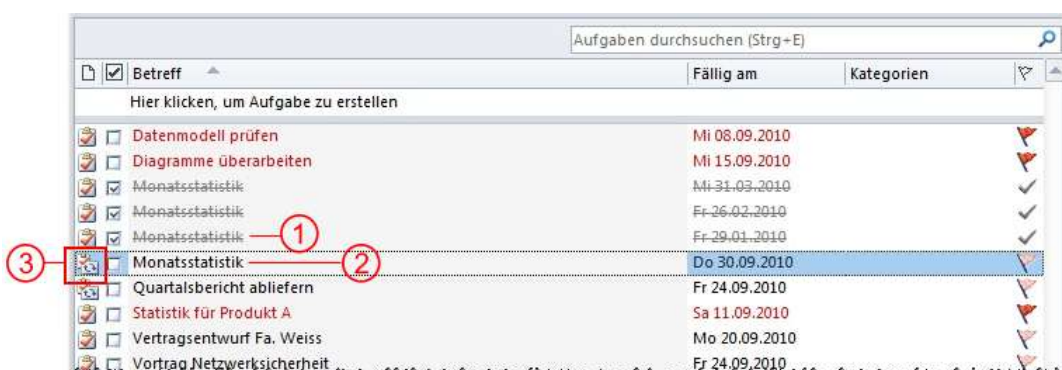 Aufgaben durchsuchen (Strg+E)
Betreff Fällig am Kategorien
Hier klicken, um Aufgabe zu erstellen
Datenmodell prüfen Mi 08.09.2010
Diagramme überarbeiten Mi 15.09.2010
Monatsstatistik Mi 31.03.2010
Monatsstatistik Fr 26.02.2010
Monatsstatistik 1 Fr 29.01.2010
3 Monatsstatistik 2 Do 30.09.2010
Quartalsbericht abliefern Fr 24.09.2010
Statistik für Produkt A Sa 11.09.2010
Vertragsentwurf Fa. Weiss Mo 20.09.2010
Vortrag Netzwerksicherheit Fr 24.09.2010